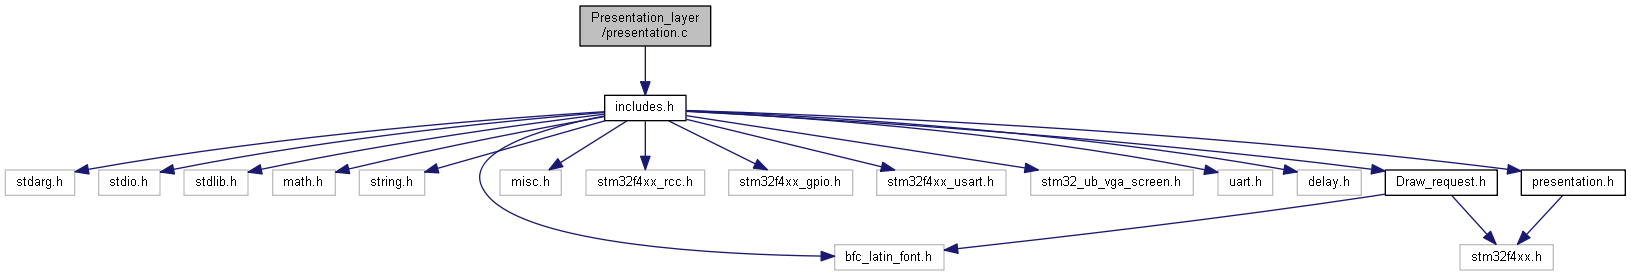 Presentation_layer
/presentation.c
includes.h
stdarg.h
stdio.h
stdlib.h
math.h
string.h
misc.h
stm32f4xx_rcc.h
stm32f4xx_gpio.h
stm32f4xx_usart.h
stm32_ub_vga_screen.h
uart.h
delay.h
Draw_request.h
presentation.h
bfc_latin_font.h
stm32f4xx.h